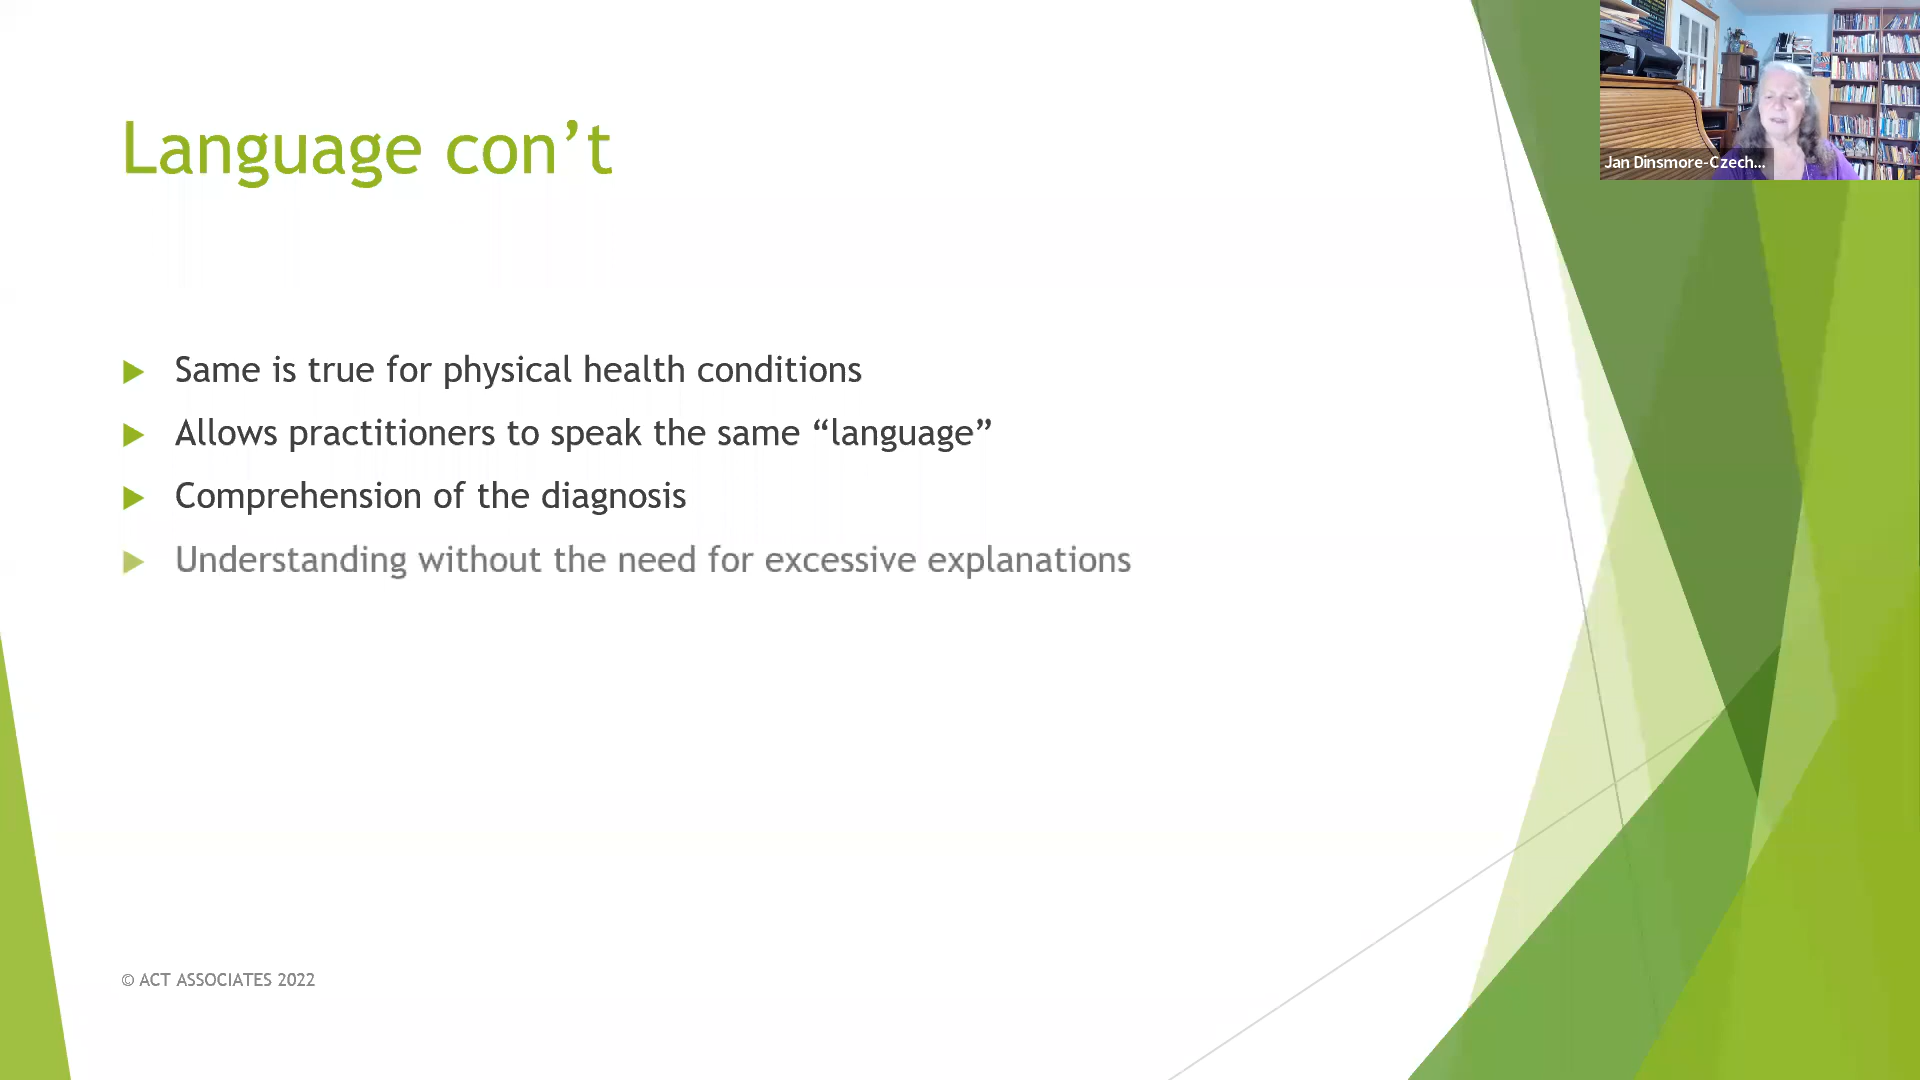 Language con’t
Same is true for physical health conditions
Allows practitioners to speak the same “language”
Comprehension of the diagnosis
Understanding without the need for excessive explanations
© ACT ASSOCIATES 2022
Jan Dinsmore-Czech...